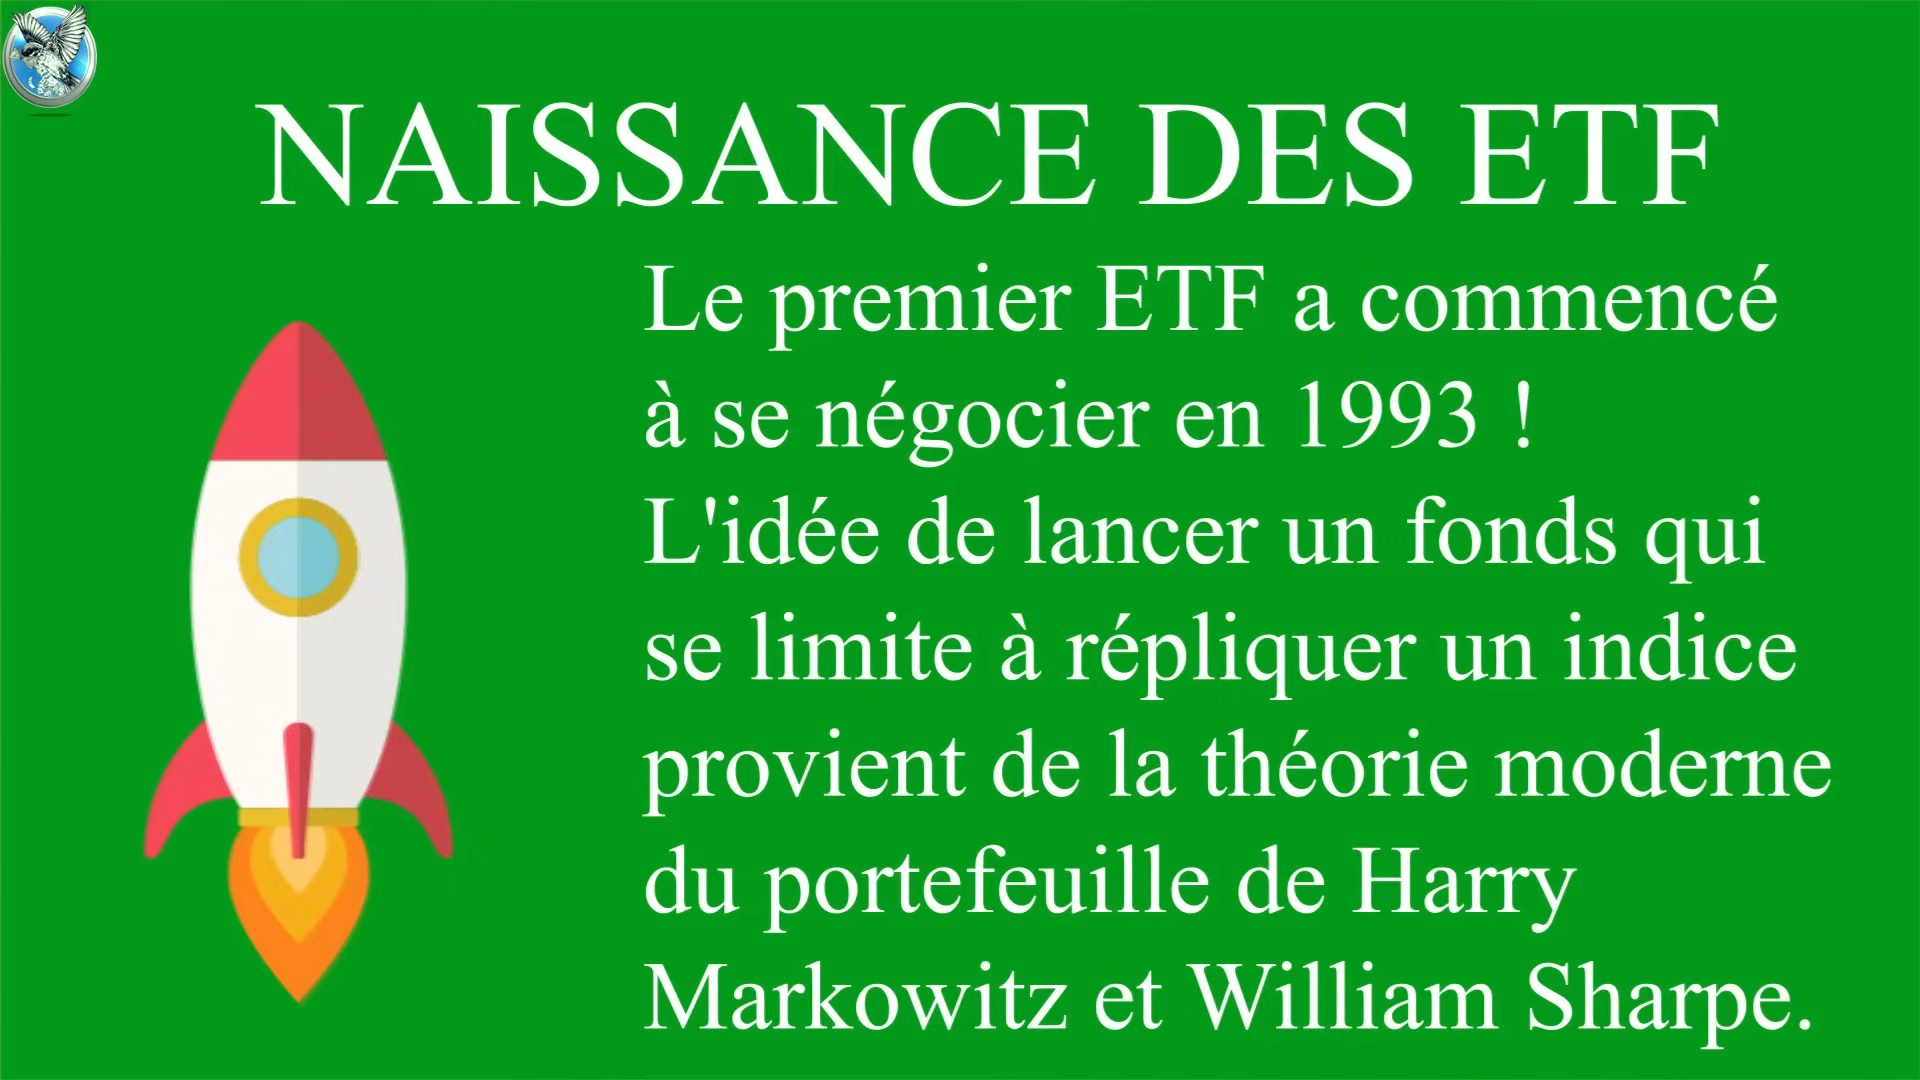 NAISSANCE DES ETF
Le premier ETF a commencé
à se négocier en 1993 !
L'idée de lancer un fonds qui
se limite à répliquer un indice
provient de la théorie moderne
du portefeuille de Harry
Markowitz et William Sharpe.